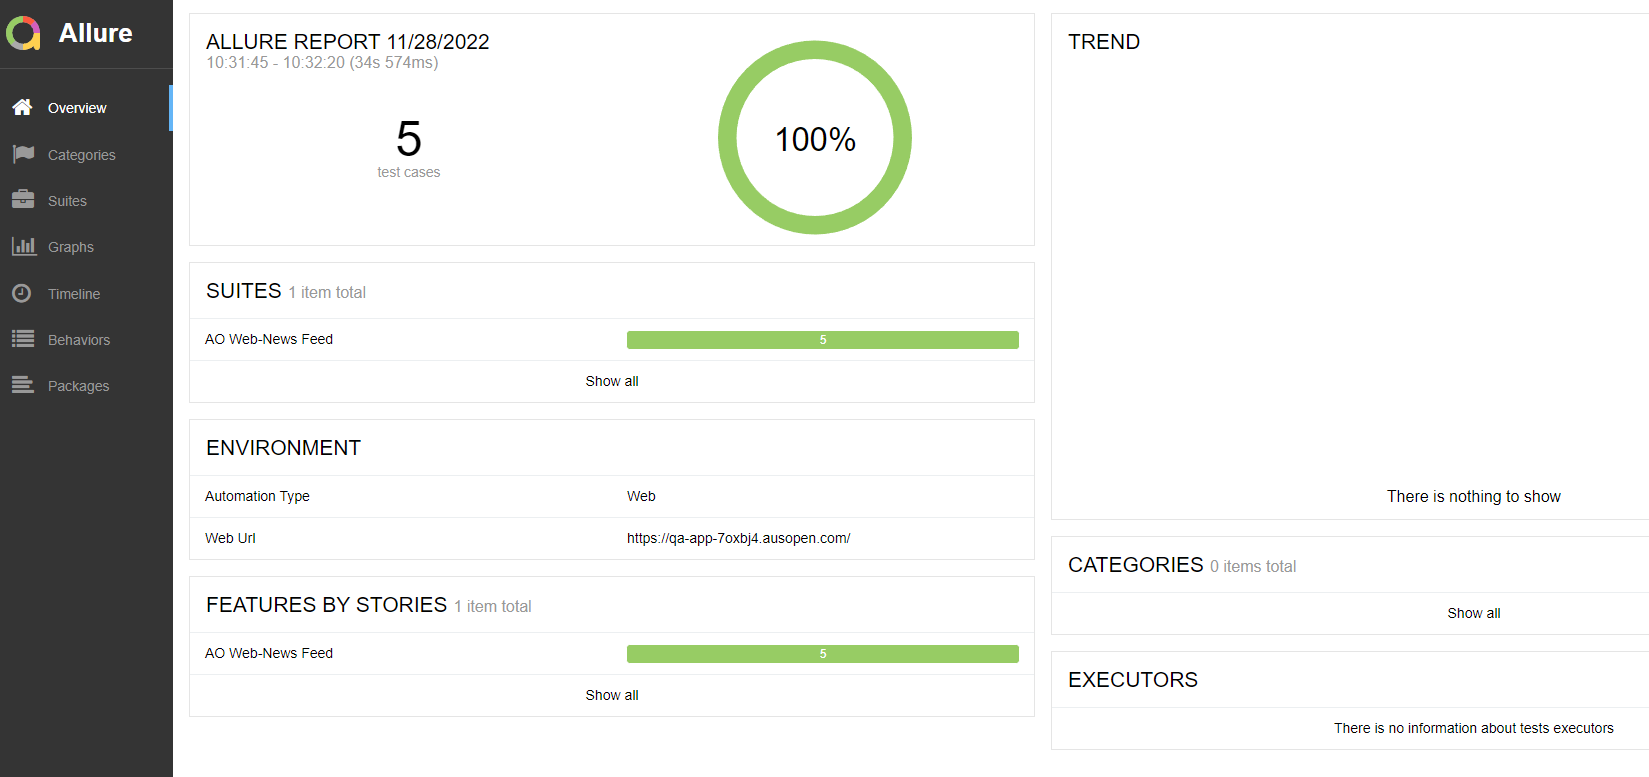 Allure
Overview
Categories
Suites
Graphs
Timeline
Behaviors
Packages
ALLURE REPORT 11/28/2022
10:31:45 - 10:32:20 (34s 574ms)
5
test cases
100%
SUITES 1 item total
AO Web-News Feed 5
Show all
ENVIRONMENT
Automation Type Web
Web Url https://qa-app-7oxbj4.ausopen.com/
FEATURES BY STORIES 1 item total
AO Web-News Feed 5
Show all
TREND
There is nothing to show
CATEGORIES 0 items total
Show all
EXECUTORS
There is no information about tests executors